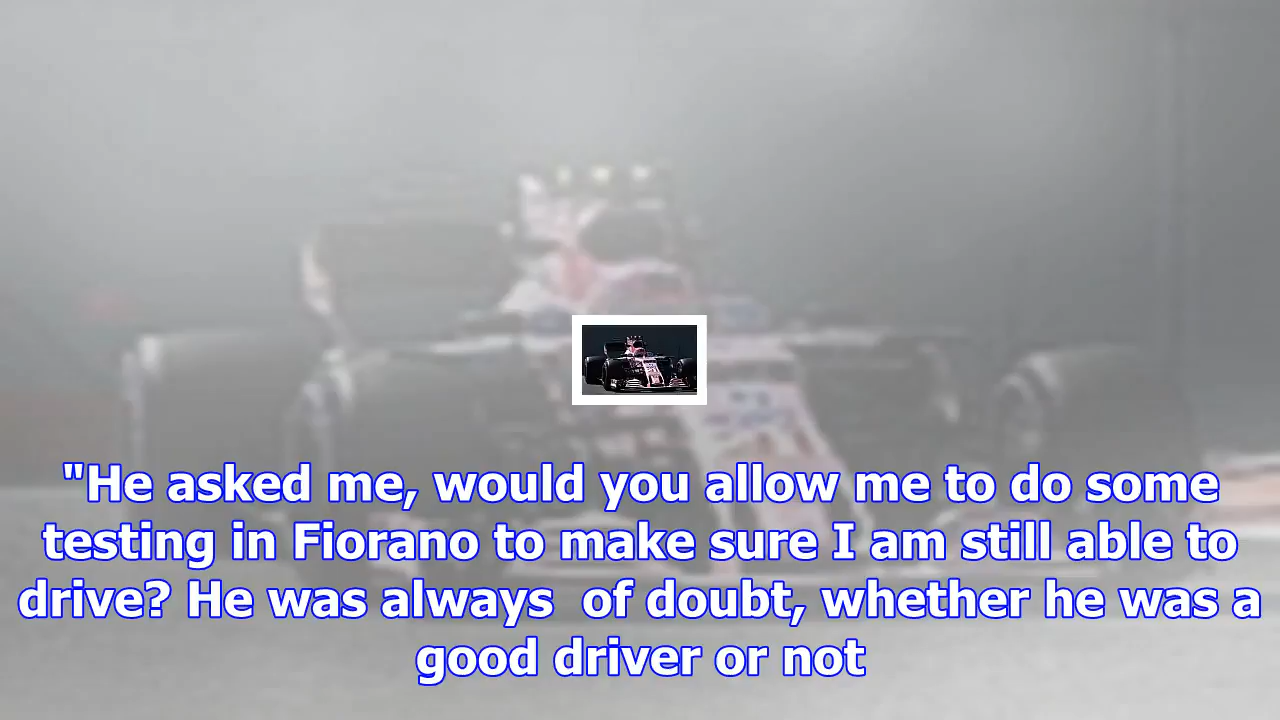 "He asked me, would you allow me to do some
testing in Fiorano to make sure I am still able to
drive? He was always  of doubt, whether he was a
good driver or not